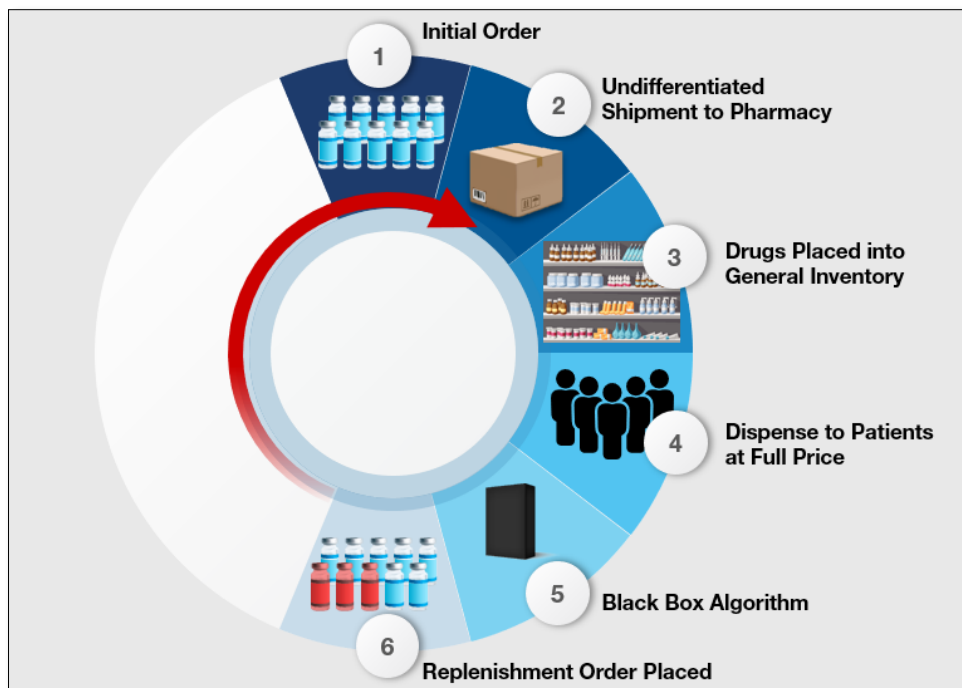 1
Initial Order
2
Undifferentiated
Shipment to Pharmacy
3
Drugs Placed into
General Inventory
4
Dispense to Patients
at Full Price
5
Black Box Algorithm
6
Replenishment Order Placed